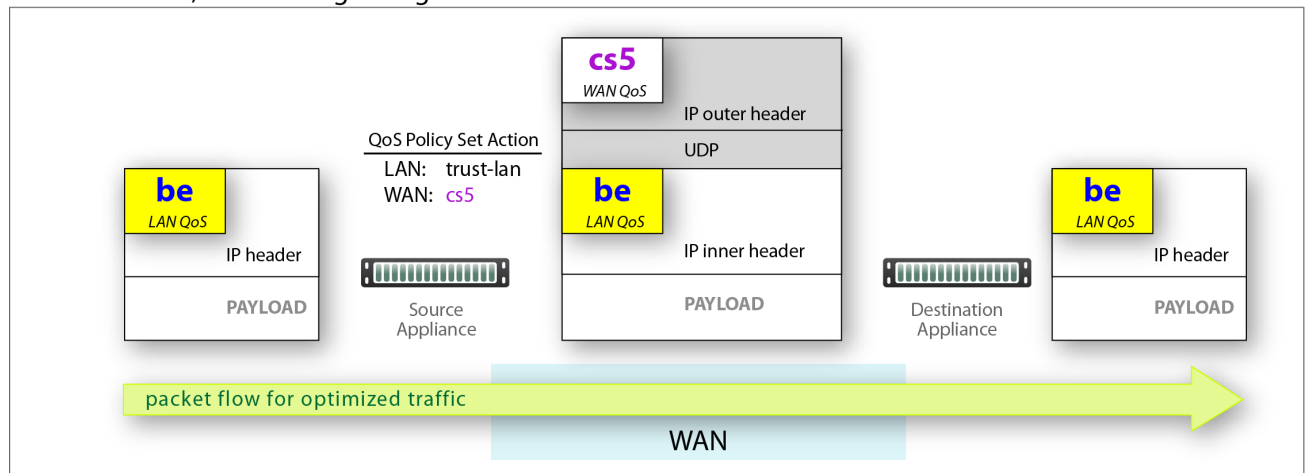 be
LAN QoS
IP header
PAYLOAD
QoS Policy Set Action
LAN: trust-lan
WAN: cs5
Source
Appliance
cs5
WAN QoS
IP outer header
UDP
be
LAN QoS
IP inner header
PAYLOAD
Destination
Appliance
be
LAN QoS
IP header
PAYLOAD
packet flow for optimized traffic
WAN